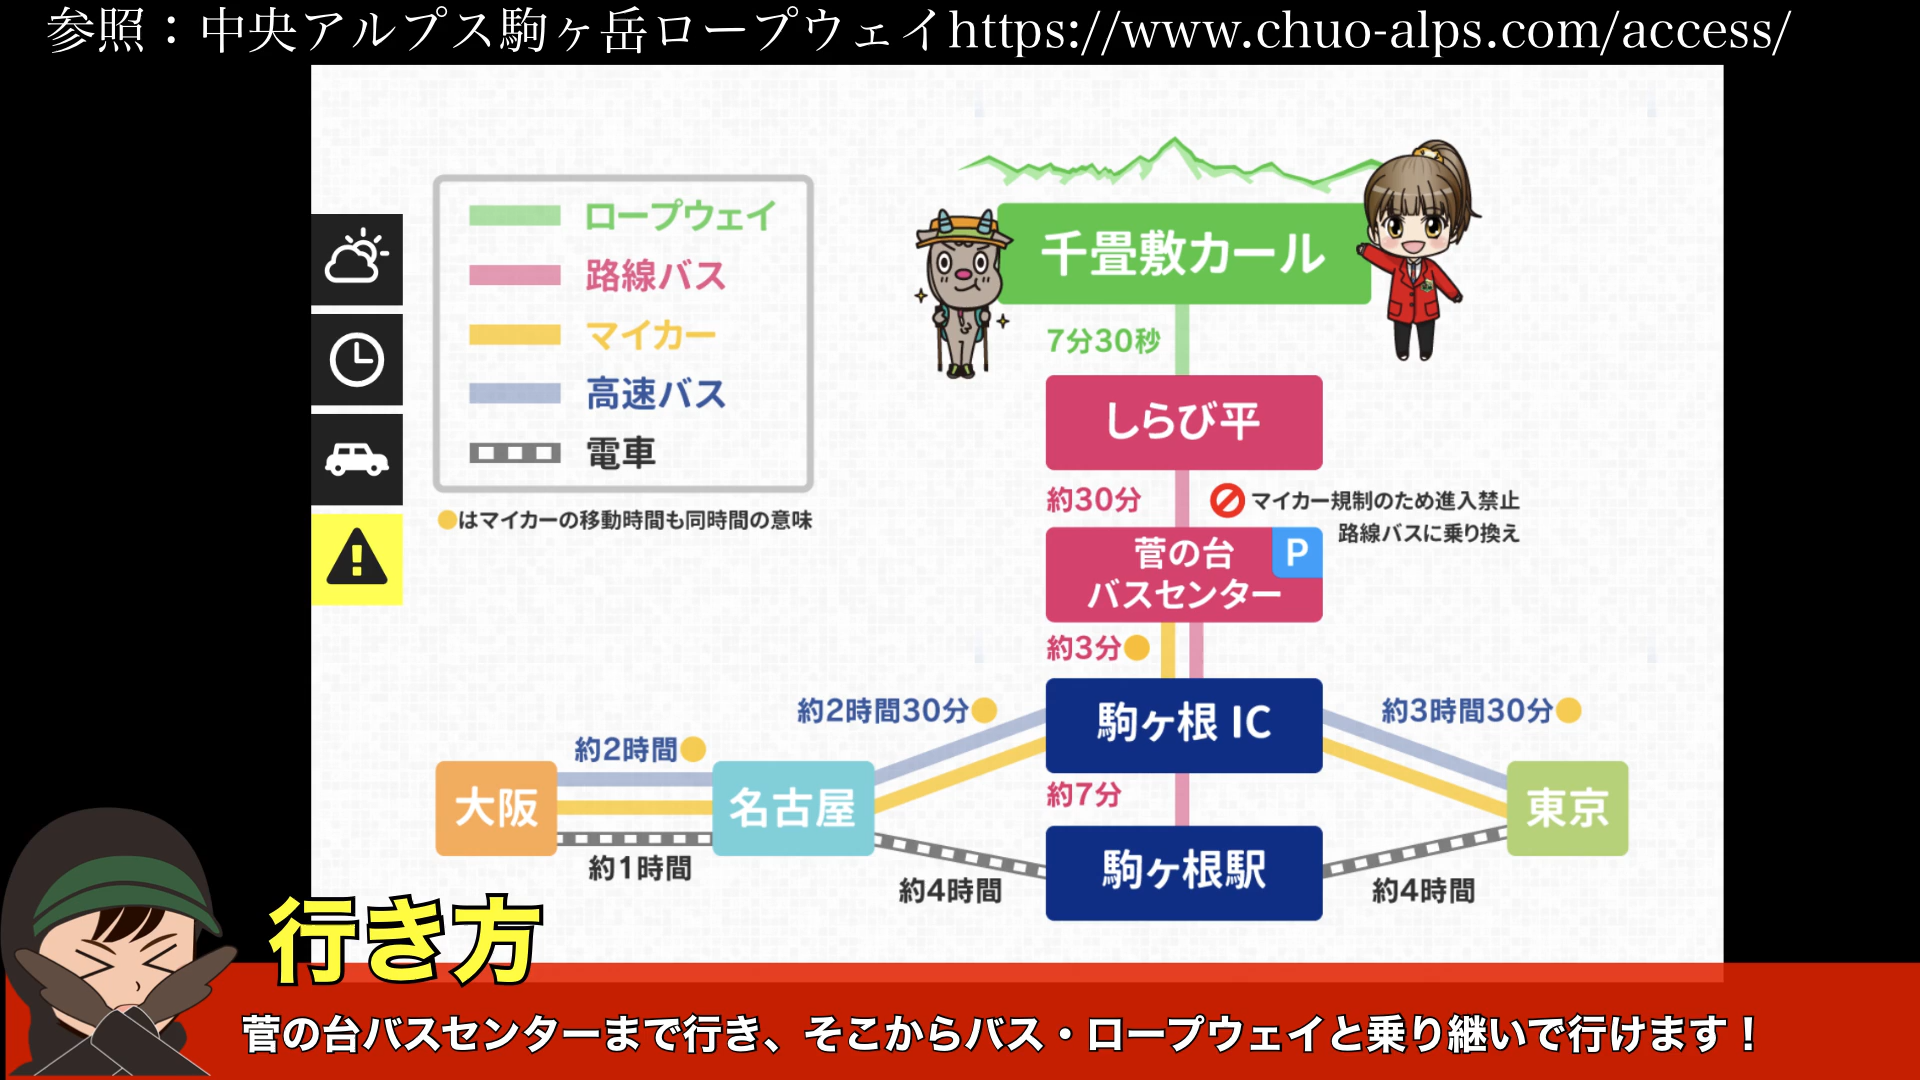 参照：中央アルプス駒ヶ岳ロープウェイhttps://www.chuo-alps.com/access/
ロープウェイ
路線バス
マイカー
高速バス
電車
●はマイカーの移動時間も同時間の意味
千畳敷カール
7分30秒
しらび平
約30分
マイカー規制のため進入禁止
路線バスに乗り換え
菅の台
バスセンター
P
約3分
駒ヶ根 IC
約2時間30分
約3時間30分
約2時間
大阪
名古屋
東京
約7分
約1時間
駒ヶ根駅
約4時間
約4時間
行き方
菅の台バスセンターまで行き、そこからバス・ロープウェイと乗り継いで行けます！